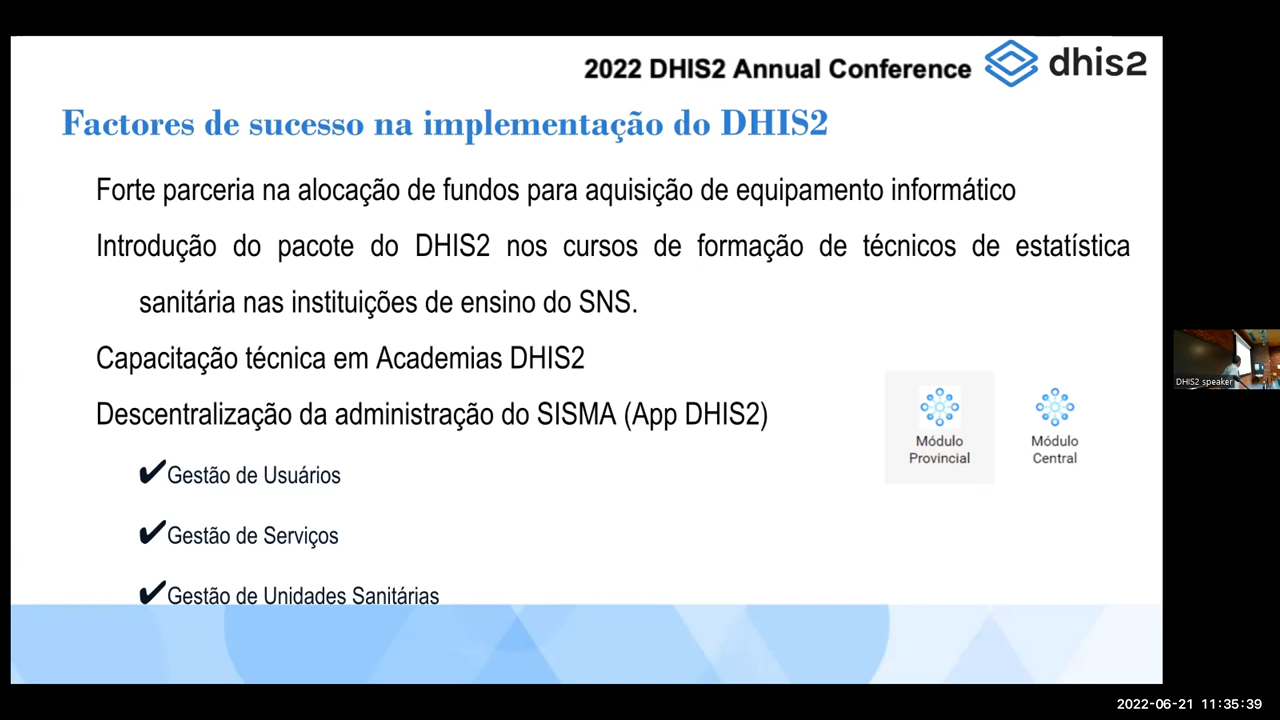 2022 DHIS2 Annual Conference
dhis2
Factores de sucesso na implementação do DHIS2
Forte parceria na alocação de fundos para aquisição de equipamento informático
Introdução do pacote do DHIS2 nos cursos de formação de técnicos de estatística
sanitária nas instituições de ensino do SNS.
Capacitação técnica em Academias DHIS2
Descentralização da administração do SISMA (App DHIS2)
✔Gestão de Usuários
✔Gestão de Serviços
✔Gestão de Unidades Sanitárias
Módulo
Provincial
Módulo
Central
DHIS2 speaker
2022-06-21 11:35:39